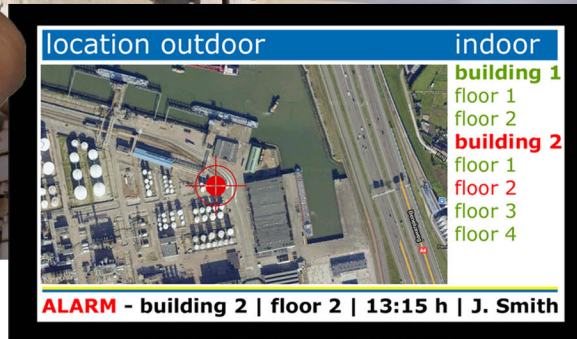 location outdoor
indoor
building 1
floor 1
floor 2
building 2
floor 1
floor 2
floor 3
floor 4
ALARM - building 2 | floor 2 | 13:15 h | J. Smith